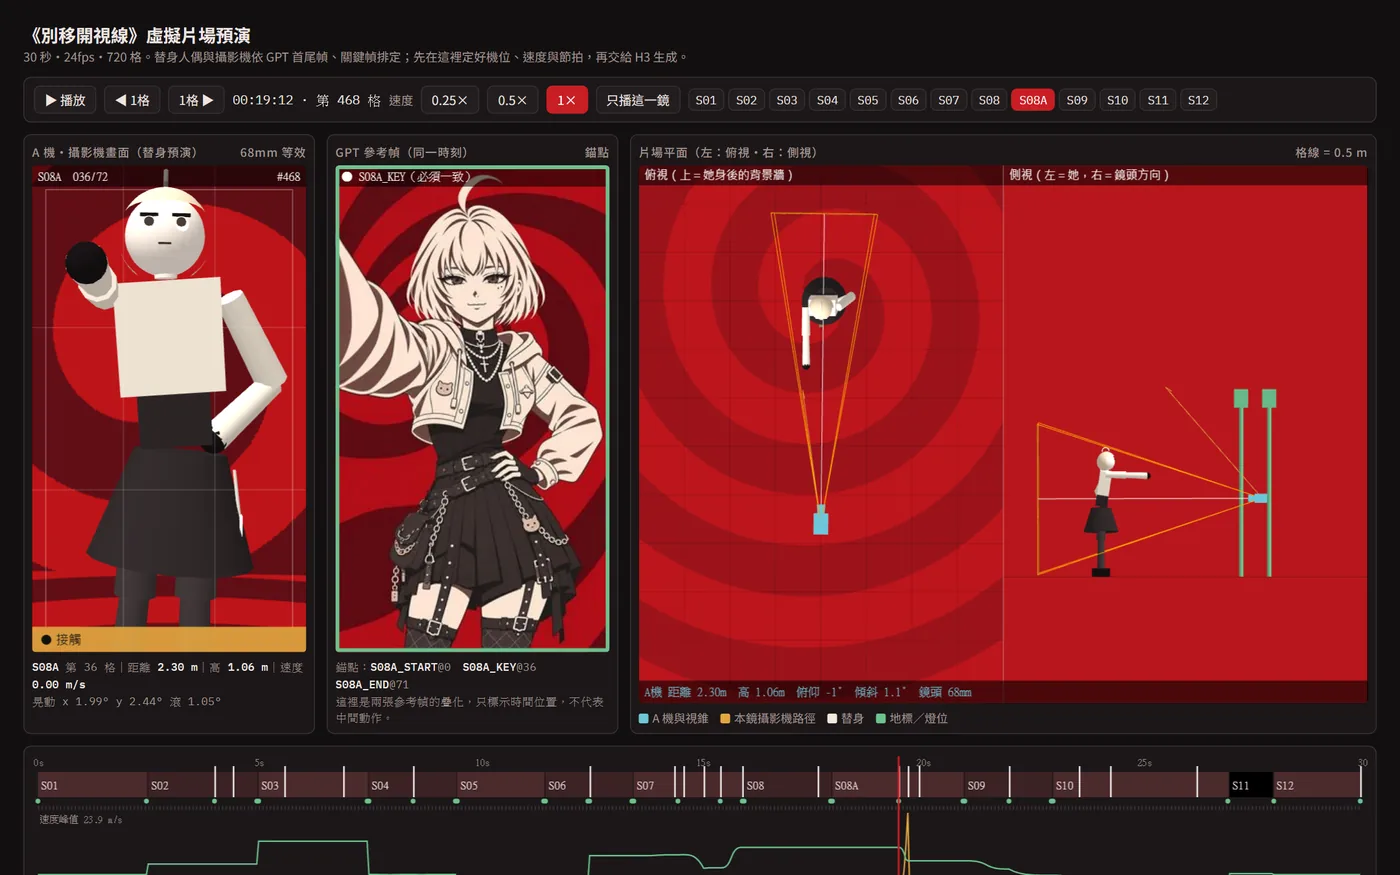 《別移開視線》虛擬片場預演
30 秒・24fps・720 格。替身人偶與攝影機依 GPT 首尾幀、關鍵幀排定；先在這裡定好機位、速度與節拍，再交給 H3 生成。
▶ 播放 ◀ 1格 1格 ▶ 00:19:12 · 第 468 格 速度 0.25× 0.5× 1× 只播這一鏡 S01 S02 S03 S04 S05 S06 S07 S08 S08A S09 S10 S11 S12
A 機・攝影機畫面（替身預演） 68mm 等效
S08A 036/72 #468
● 接觸
S08A 第 36 格｜距離 2.30 m｜高 1.06 m｜速度
0.00 m/s
晃動 x 1.99° y 2.44° 滾 1.05°
GPT 參考幀（同一時刻） 錨點
S08A_KEY（必須一致）
錨點：S08A_START@0 S08A_KEY@36
S08A_END@71
這裡是兩張參考幀的疊化，只標示時間位置，不代表
中間動作。
片場平面（左：俯視・右：側視） 格線 = 0.5 m
俯視（上＝她身後的背景牆）
側視（左＝她，右＝鏡頭方向）
A機 距離 2.30m 高 1.06m 俯仰 -1° 傾斜 1.1° 鏡頭 68mm
A 機與視錐 本鏡攝影機路徑 替身 地標／燈位
0s 5s 10s 15s 20s 25s 30
S01 S02 S03 S04 S05 S06 S07 S08 S08A S09 S10 S11 S12
速度峰值 23.9 m/s